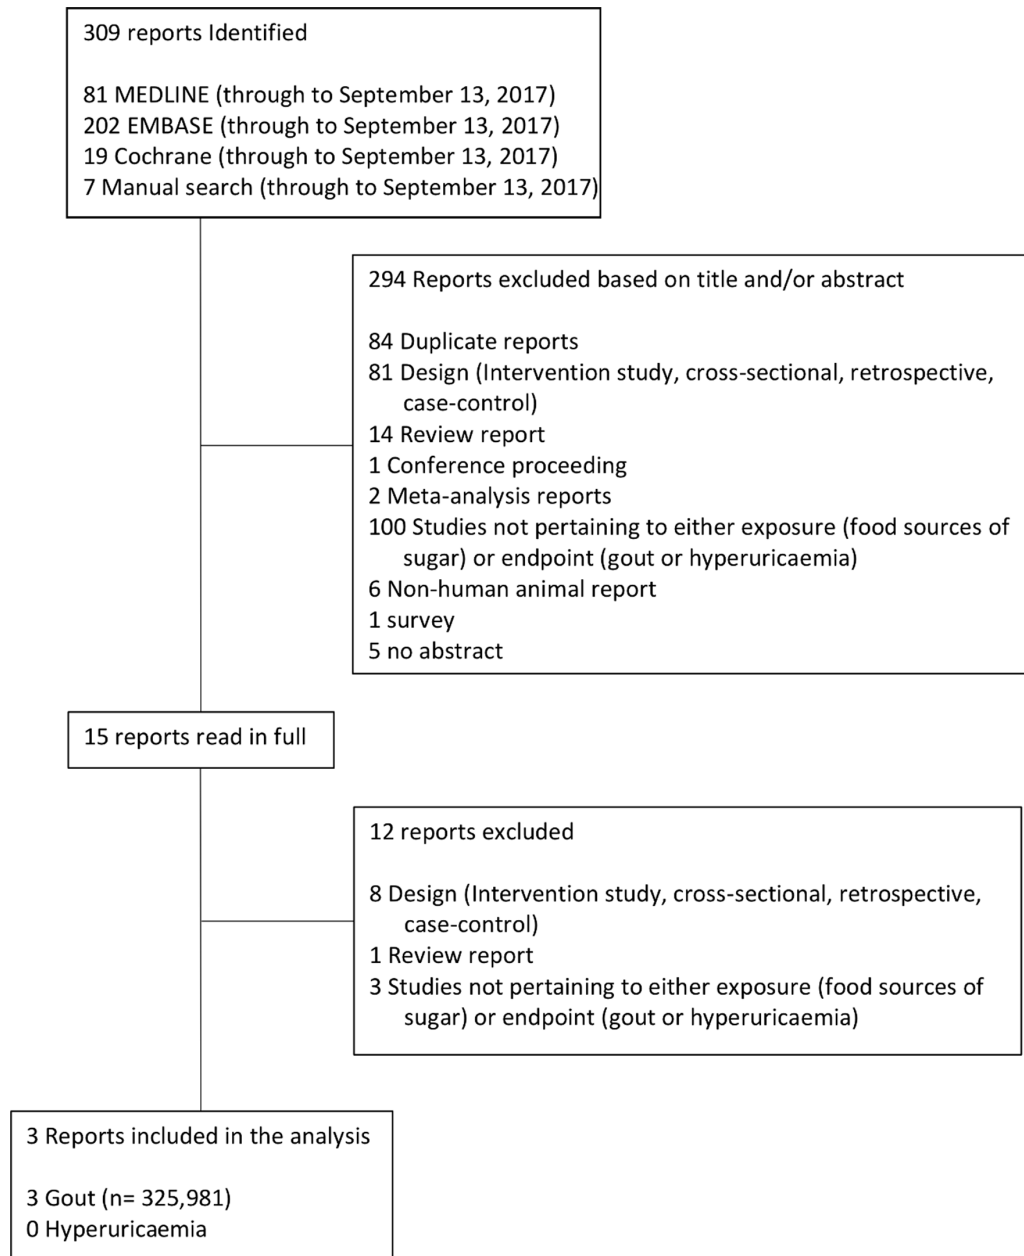 309 reports Identified
81 MEDLINE (through to September 13, 2017)
202 EMBASE (through to September 13, 2017)
19 Cochrane (through to September 13, 2017)
7 Manual search (through to September 13, 2017)
294 Reports excluded based on title and/or abstract
84 Duplicate reports
81 Design (Intervention study, cross-sectional, retrospective,
case-control)
14 Review report
1 Conference proceeding
2 Meta-analysis reports
100 Studies not pertaining to either exposure (food sources of
sugar) or endpoint (gout or hyperuricaemia)
6 Non-human animal report
1 survey
5 no abstract
15 reports read in full
12 reports excluded
8 Design (Intervention study, cross-sectional, retrospective,
case-control)
1 Review report
3 Studies not pertaining to either exposure (food sources of
sugar) or endpoint (gout or hyperuricaemia)
3 Reports included in the analysis
3 Gout (n= 325,981)
0 Hyperuricaemia